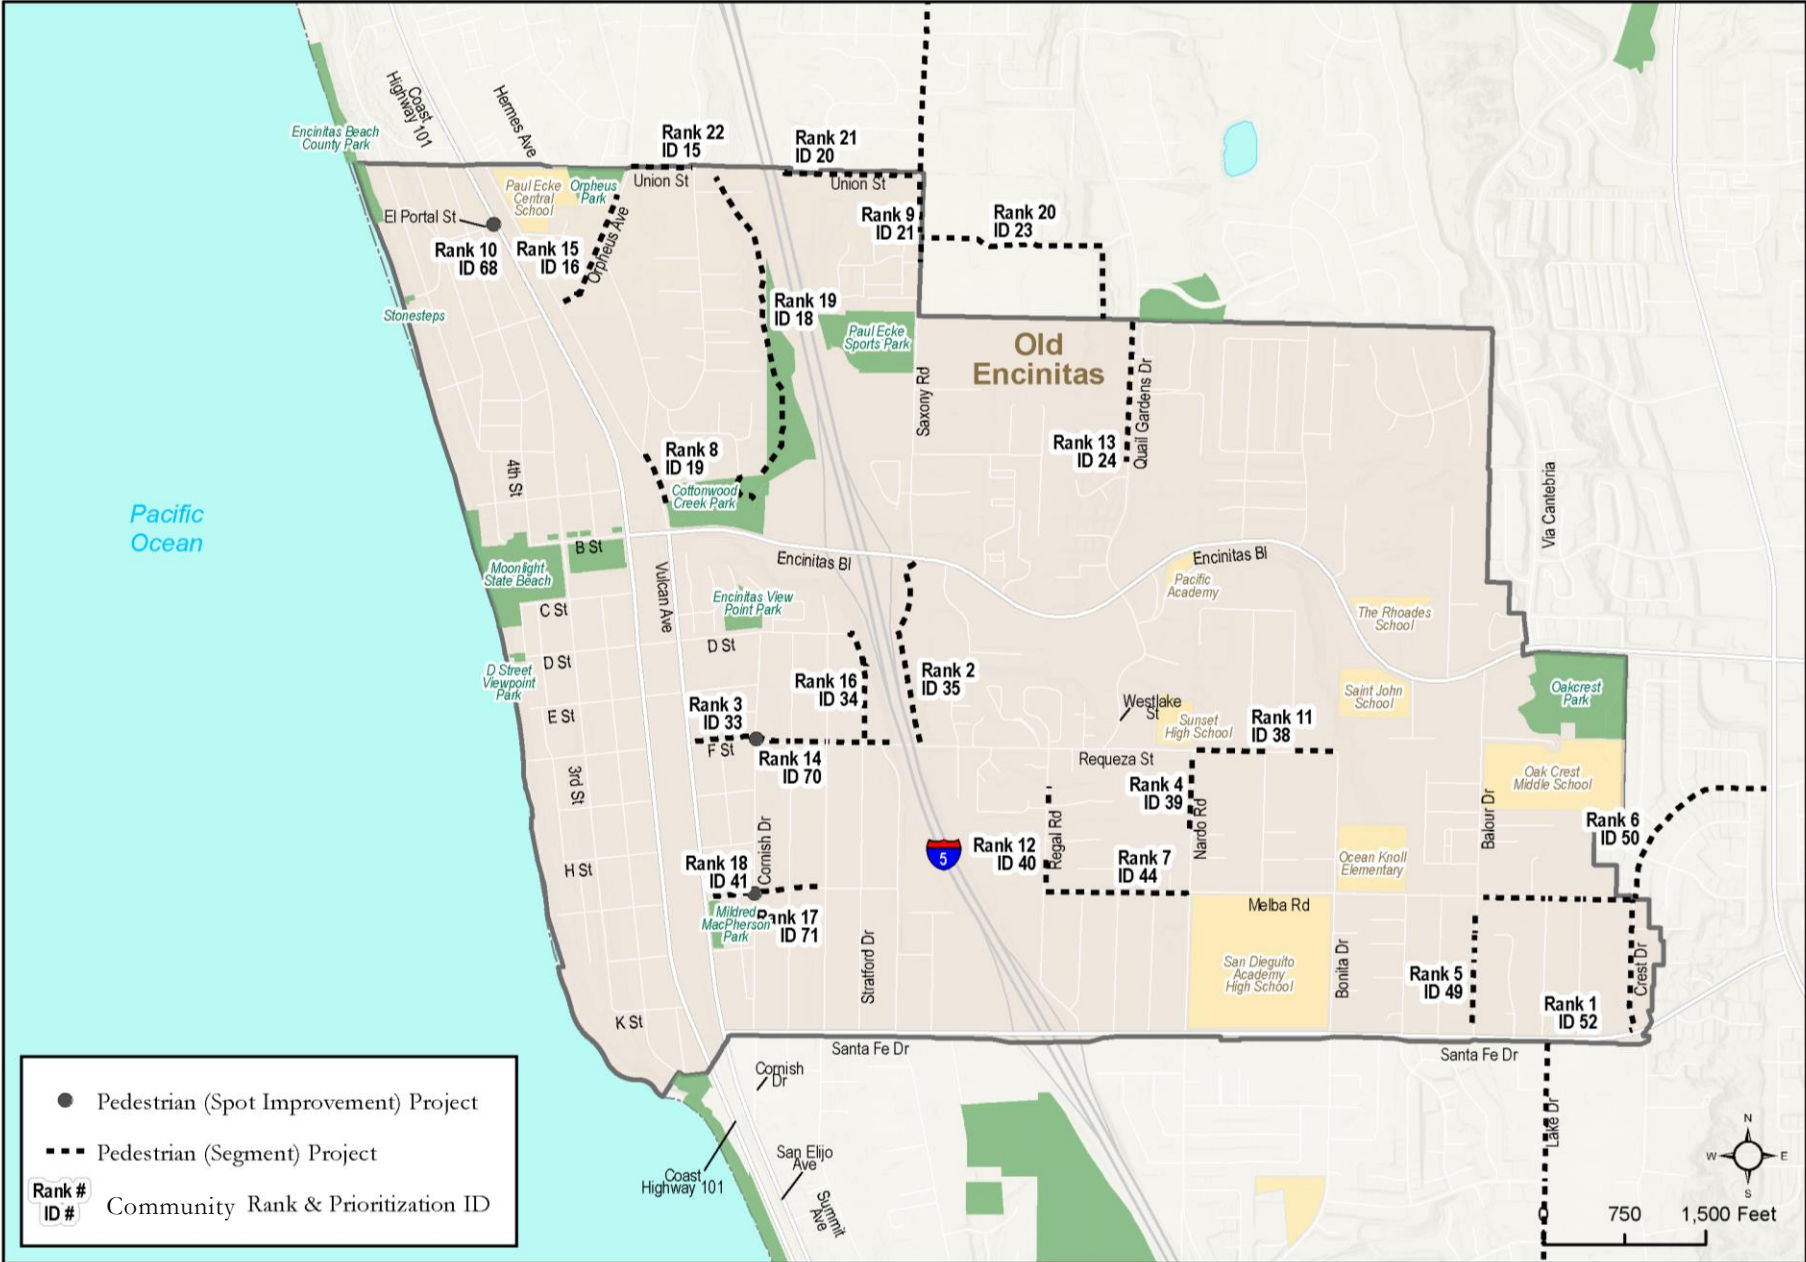 Coast
Highway 101
Hermes Ave
Encinitas Beach
County Park
Rank 22
ID 15
Rank 21
ID 20
Union St
Union St
Paul Ecke
Central
School
Orpheus
Park
El Portal St
Rank 10
ID 68
Rank 15
ID 16
Orpheus Ave
Rank 9
ID 21
Rank 20
ID 23
Stonesteps
Rank 19
ID 18
Paul Ecke
Sports Park
Old
Encinitas
Saxony Rd
Quail Gardens Dr
Rank 13
ID 24
Rank 8
ID 19
4th St
Cottonwood
Creek Park
Via Cantebria
Pacific
Ocean
B St
Encinitas Bl
Encinitas Bl
Moonlight
State Beach
Vulcan Ave
Pacific
Academy
C St
Encinitas View
Point Park
The Rhoades
School
D St
D St
D Street
Viewpoint
Park
Rank 16
ID 34
Rank 2
ID 35
Westlake
St
Saint John
School
Oakcrest
Park
E St
Rank 3
ID 33
Sunset
High School
Rank 11
ID 38
F St
Rank 14
ID 70
Requeza St
Rank 4
ID 39
Oak Crest
Middle School
3rd St
Nardo Rd
Balour Dr
Rank 6
ID 50
Cornish Dr
5
Rank 12
ID 40
Regal Rd
Rank 7
ID 44
Ocean Knoll
Elementary
H St
Rank 18
ID 41
Mildred
MacPherson
Park
Rank 17
ID 71
Melba Rd
Stratford Dr
San Dieguito
Academy
High School
Bonita Dr
Rank 5
ID 49
Crest Dr
Rank 1
ID 52
K St
Santa Fe Dr
Santa Fe Dr
Cornish
Dr
Lake Dr
Coast
Highway 101
San Elijo
Ave
Summit
Ave
Pedestrian (Spot Improvement) Project
Pedestrian (Segment) Project
Rank #
ID #
Community Rank & Prioritization ID
N
W
E
S
0
750
1,500 Feet